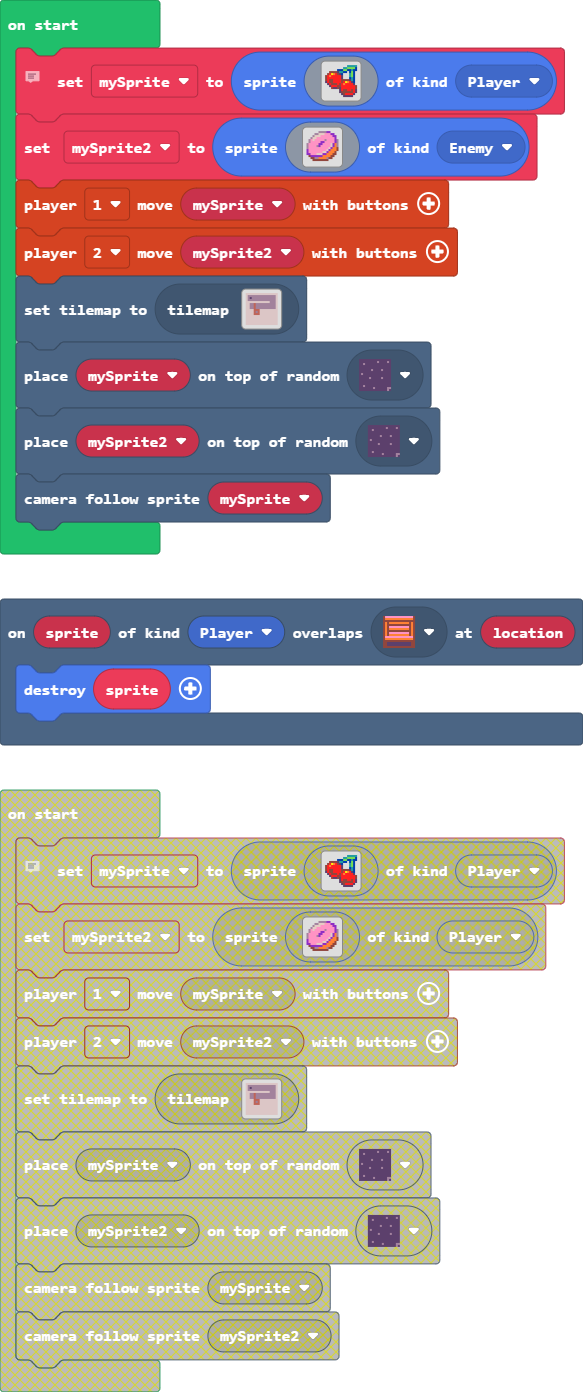 on start
set mySprite to sprite of kind Player
set mySprite2 to sprite of kind Enemy
player 1 move mySprite with buttons
player 2 move mySprite2 with buttons
set tilemap to tilemap
place mySprite on top of random
place mySprite2 on top of random
camera follow sprite mySprite
on sprite of kind Player overlaps at location
destroy sprite
on start
set mySprite to sprite of kind Player
set mySprite2 to sprite of kind Player
player 1 move mySprite with buttons
player 2 move mySprite2 with buttons
set tilemap to tilemap
place mySprite on top of random
place mySprite2 on top of random
camera follow sprite mySprite
camera follow sprite mySprite2